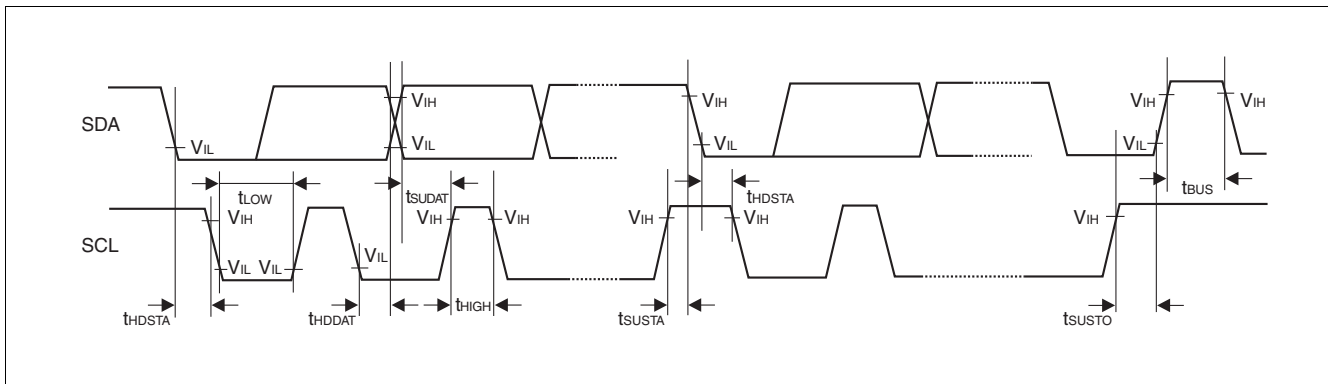 SDA
VIL
VIH
VIL
VIH
VIL
VIH
VIL
VIH
tLOW
tSUDAT
tHDSTA
tBUS
SCL
VIH
VIL
VIL
VIL
VIH
VIH
VIH
VIH
VIH
tHDSTA
tHDDAT
tHIGH
tSUSTA
tSUSTO